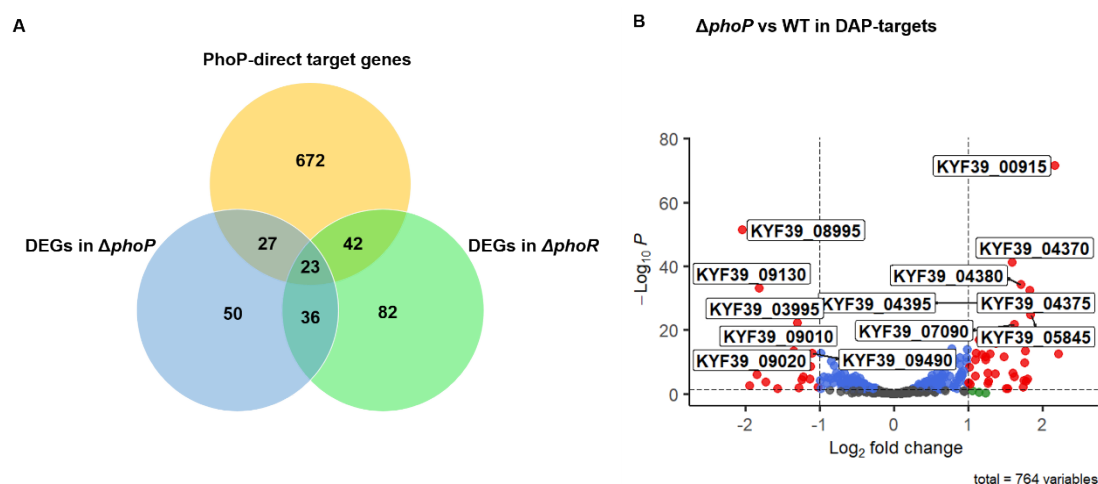 A
PhoP-direct target genes
672
DEGs in ΔphoP
27
42
DEGs in ΔphoR
23
50
36
82
B
ΔphoP vs WT in DAP-targets
80
60
40
20
0
−Log10 P
KYF39_00915
KYF39_08995
KYF39_04370
KYF39_09130
KYF39_04380
KYF39_03995
KYF39_04395
KYF39_04375
KYF39_09010
KYF39_07090
KYF39_05845
KYF39_09020
KYF39_09490
-2
-1
0
1
2
Log2 fold change
total = 764 variables